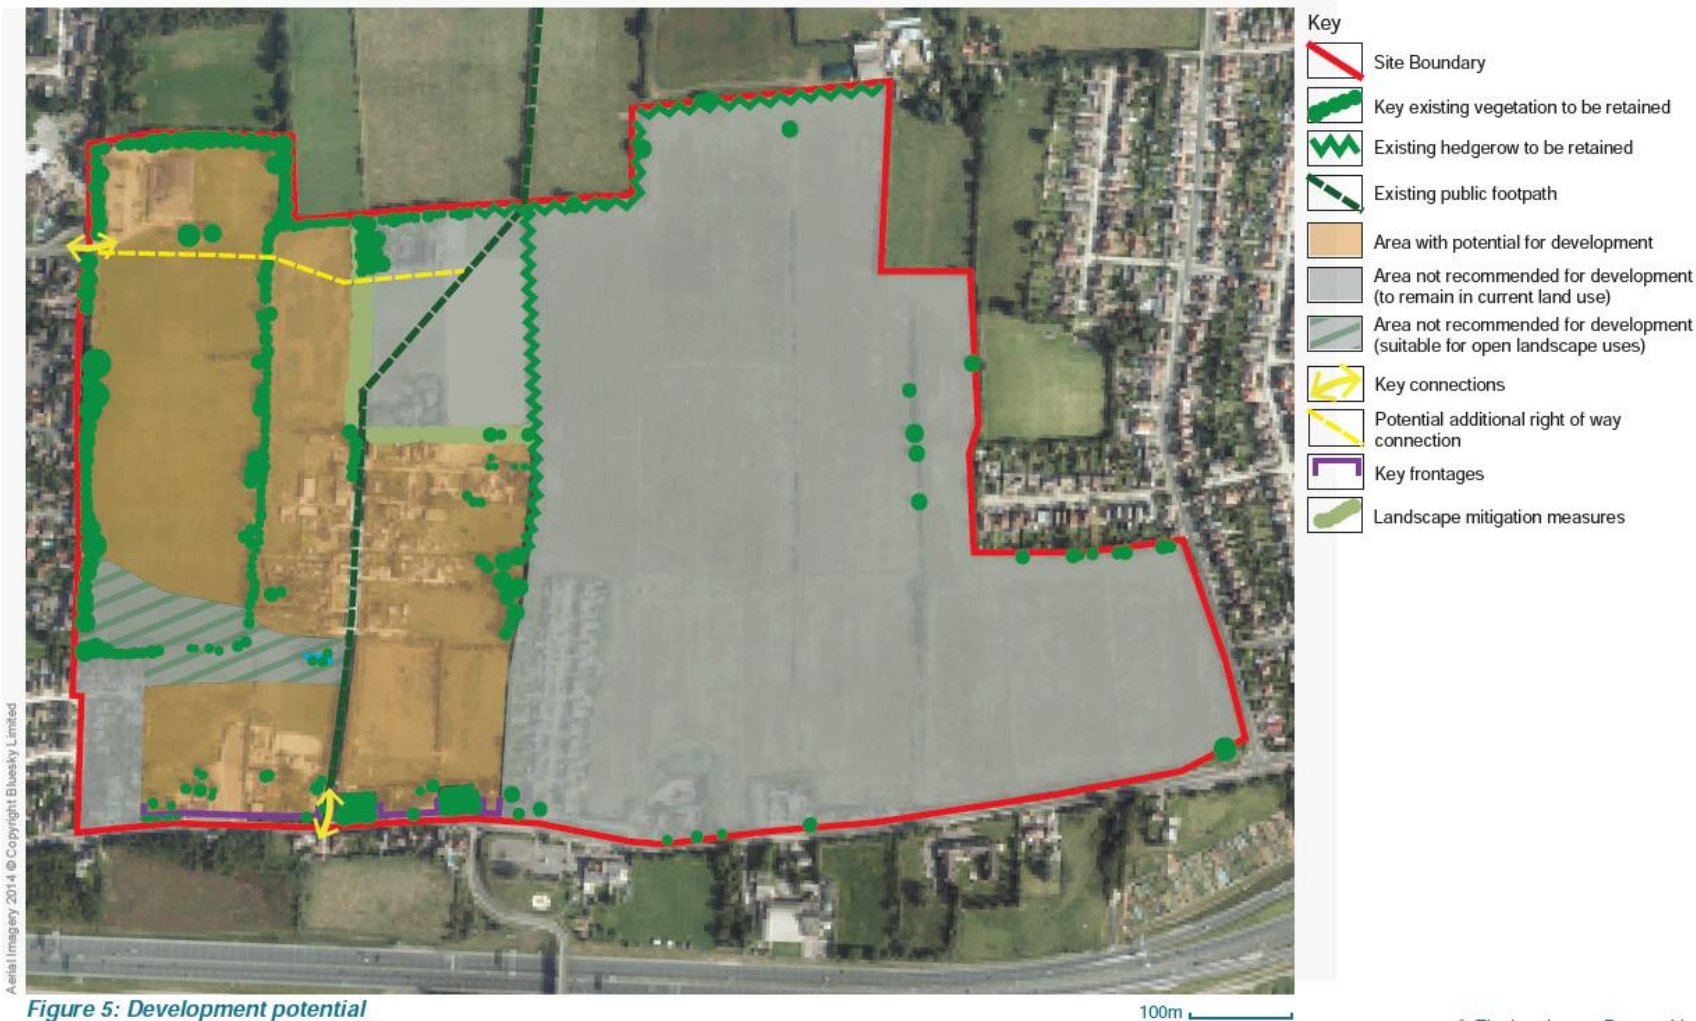 Key
Site Boundary
Key existing vegetation to be retained
Existing hedgerow to be retained
Existing public footpath
Area with potential for development
Area not recommended for development
(to remain in current land use)
Area not recommended for development
(suitable for open landscape uses)
Key connections
Potential additional right of way
connection
Key frontages
Landscape mitigation measures
Aerial Imagery 2014 © Copyright Bluesky Limited
Figure 5: Development potential
100m